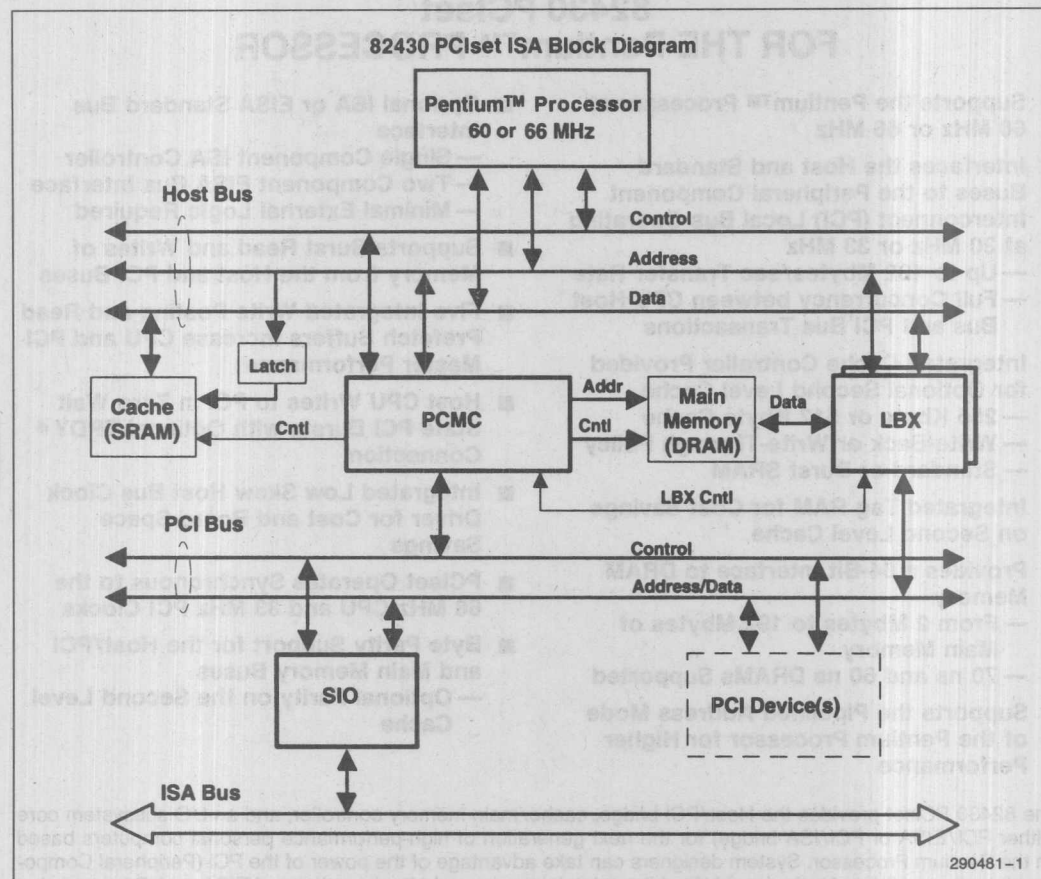 82430 PCIset ISA Block Diagram
Pentium™ Processor
60 or 66 MHz
Host Bus
Control
Address
Data
Latch
Cache
(SRAM)
Cntl
PCMC
Addr
Cntl
Main
Memory
(DRAM)
Data
LBX
LBX Cntl
PCI Bus
Control
Address/Data
SIO
PCI Device(s)
ISA Bus
290481-1